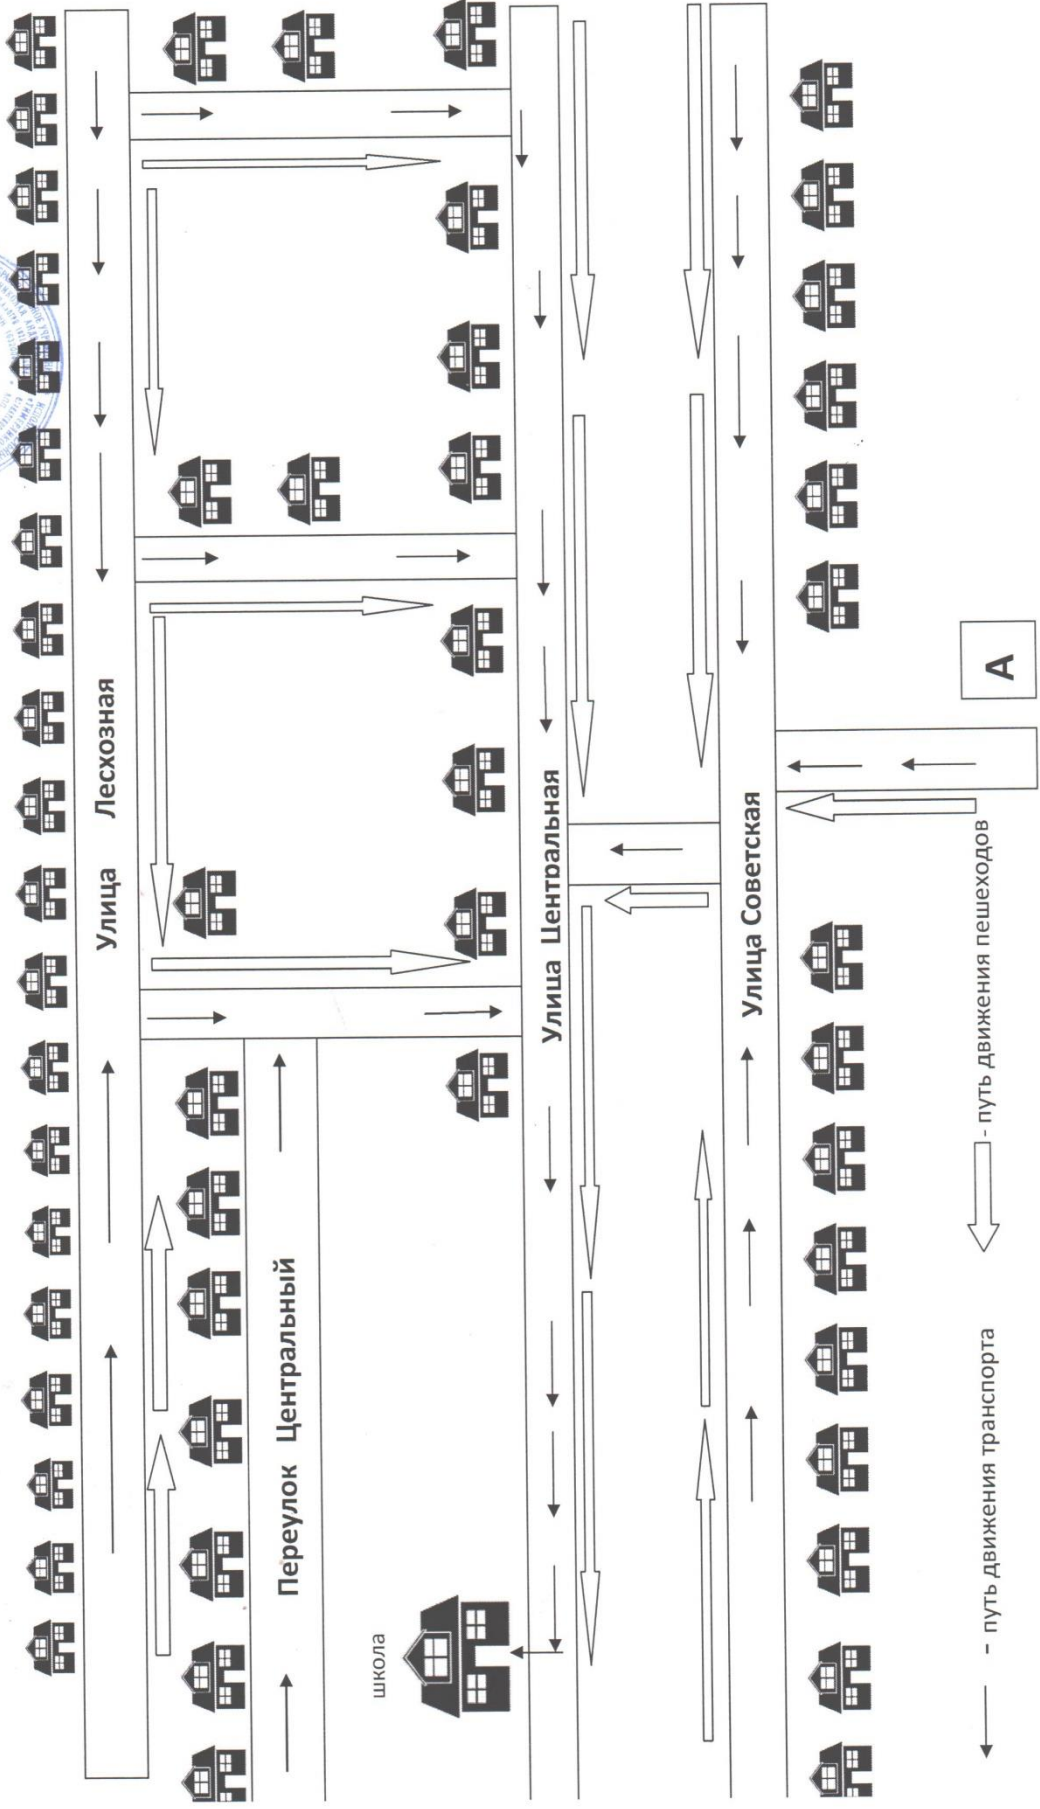 Улица Лесхозная
Переулок Центральный
школа
Улица Центральная
Улица Советская
А
– путь движения транспорта
- путь движения пешеходов